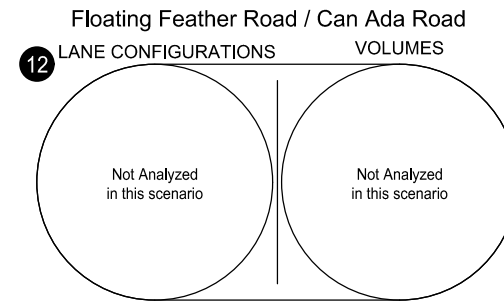 Floating Feather Road / Can Ada Road
12 LANE CONFIGURATIONS VOLUMES
Not Analyzed
in this scenario
Not Analyzed
in this scenario